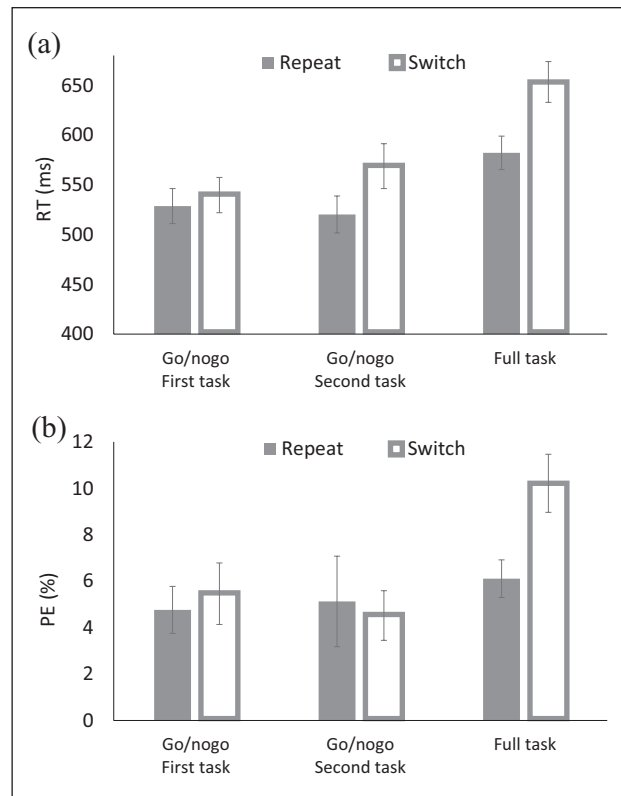 (a)
Repeat Switch
650
600
550
500
450
400
RT (ms)
Go/nogo Go/nogo Full task
First task Second task
(b)
Repeat Switch
12
10
8
6
4
2
0
PE (%)
Go/nogo Go/nogo Full task
First task Second task